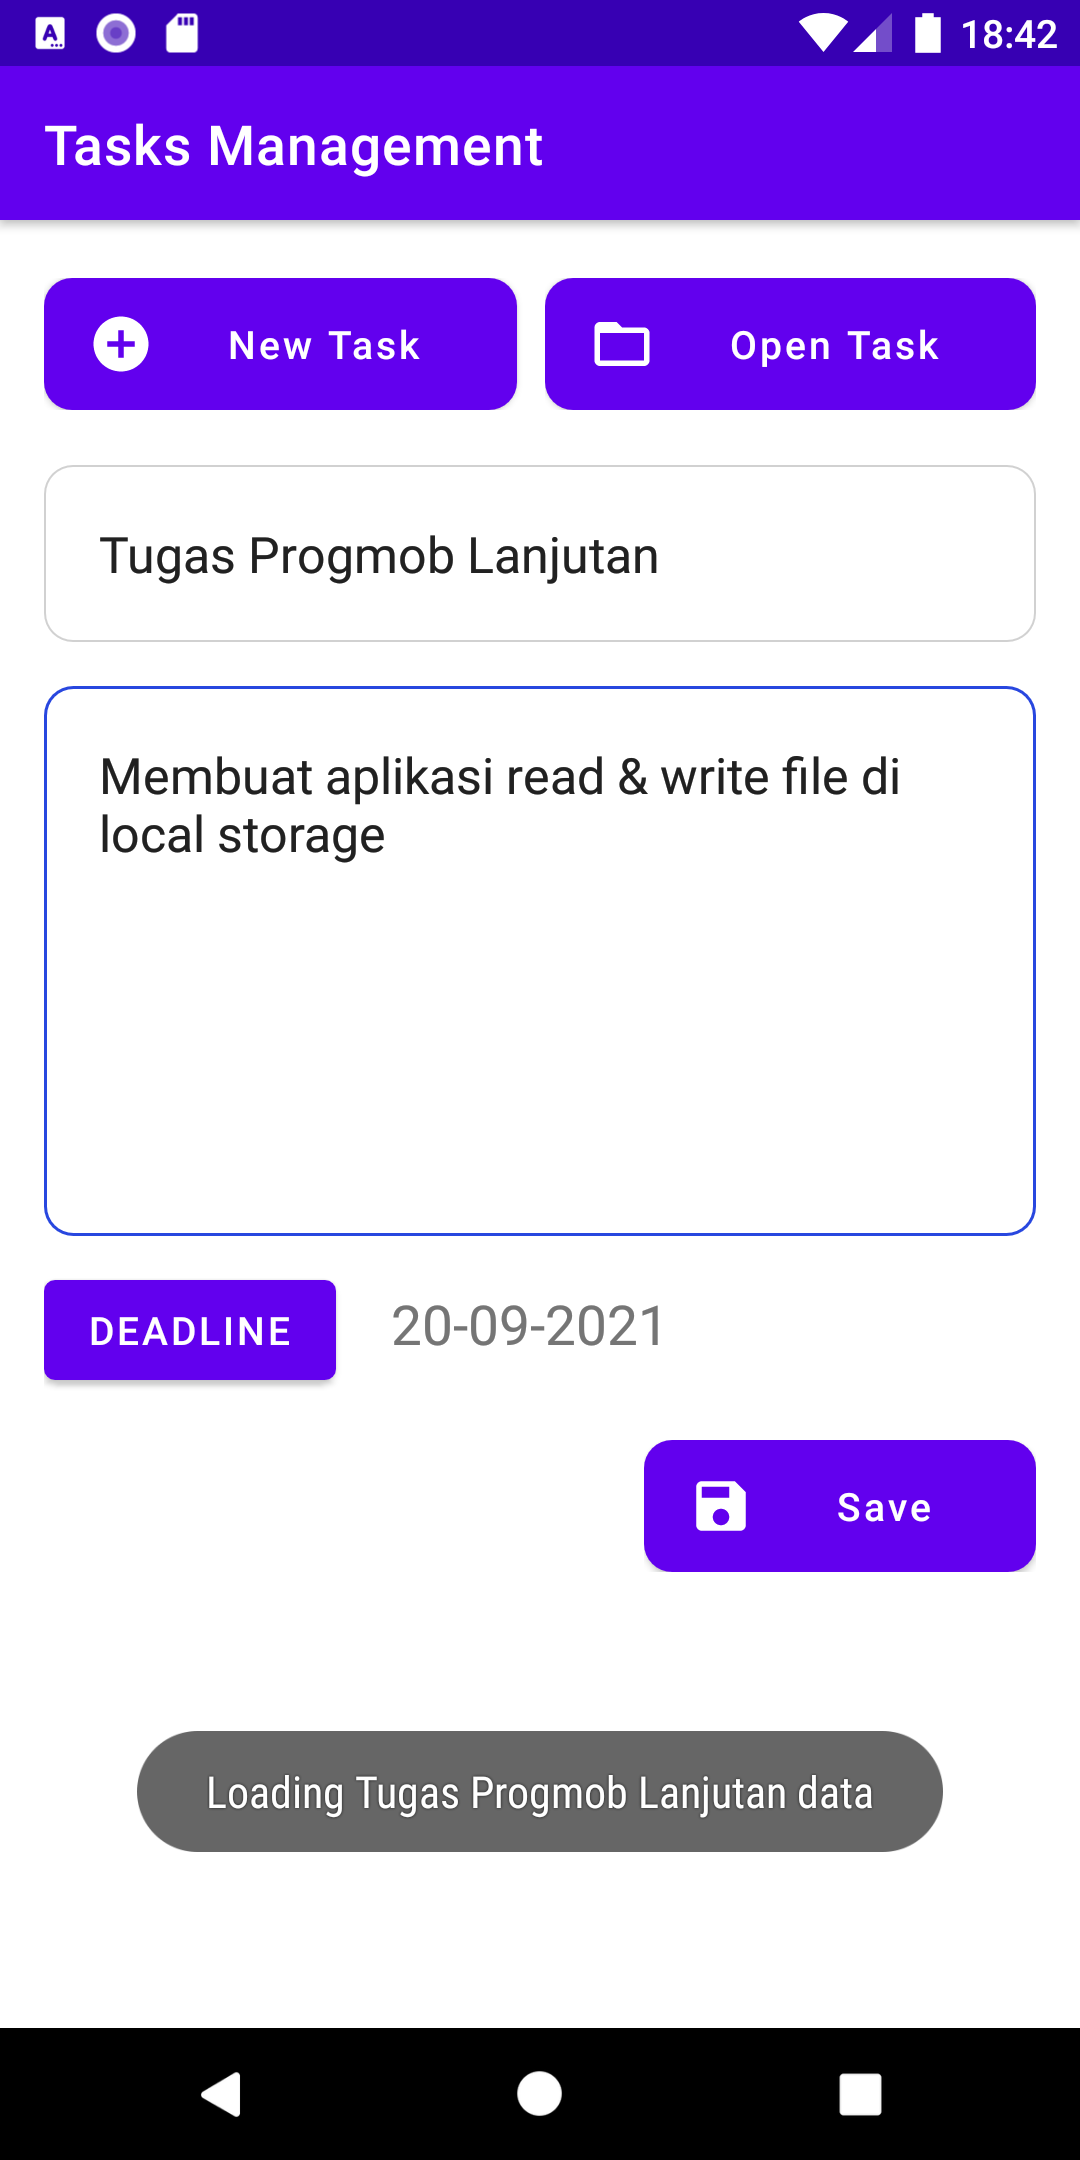 18:42
Tasks Management
New Task
Open Task
Tugas Progmob Lanjutan
Membuat aplikasi read & write file di
local storage
DEADLINE
20-09-2021
Save
Loading Tugas Progmob Lanjutan data